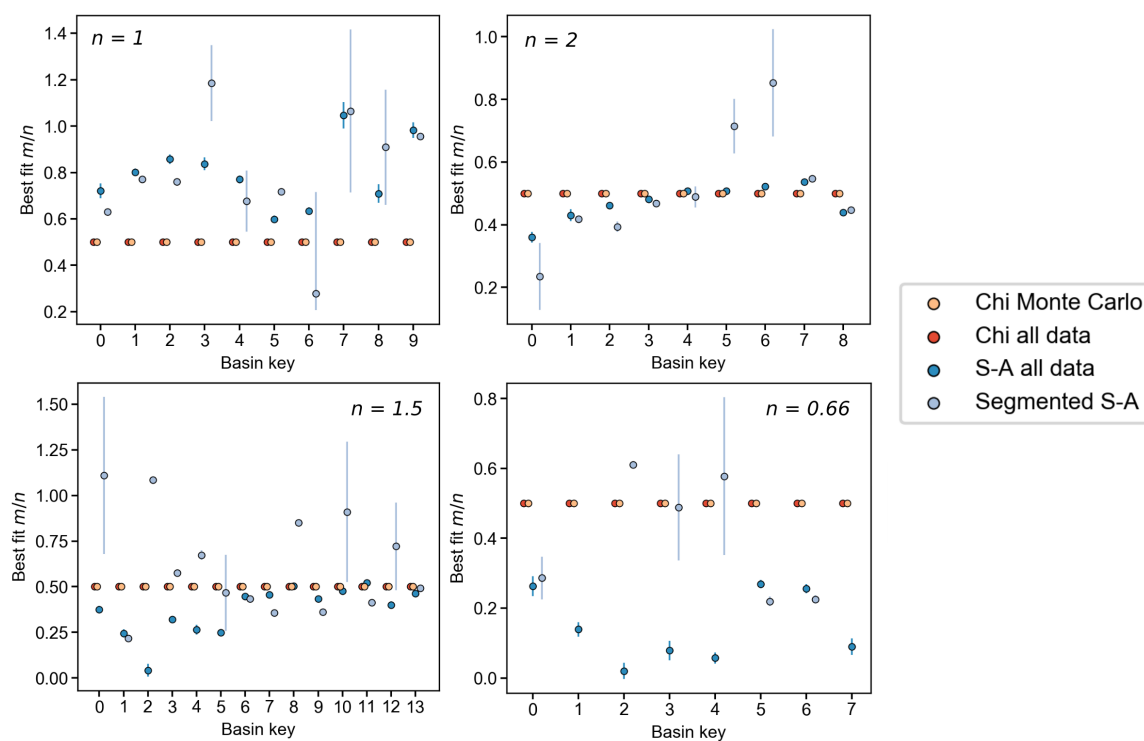 n = 1
1.4
1.2
1.0
0.8
0.6
0.4
0.2
Best fit m/n
0 1 2 3 4 5 6 7 8 9
Basin key
n = 2
1.0
0.8
0.6
0.4
0.2
Best fit m/n
0 1 2 3 4 5 6 7 8
Basin key
n = 1.5
1.50
1.25
1.00
0.75
0.50
0.25
0.00
Best fit m/n
0 1 2 3 4 5 6 7 8 9 10 11 12 13
Basin key
n = 0.66
0.8
0.6
0.4
0.2
0.0
Best fit m/n
0 1 2 3 4 5 6 7
Basin key
Chi Monte Carlo
Chi all data
S-A all data
Segmented S-A